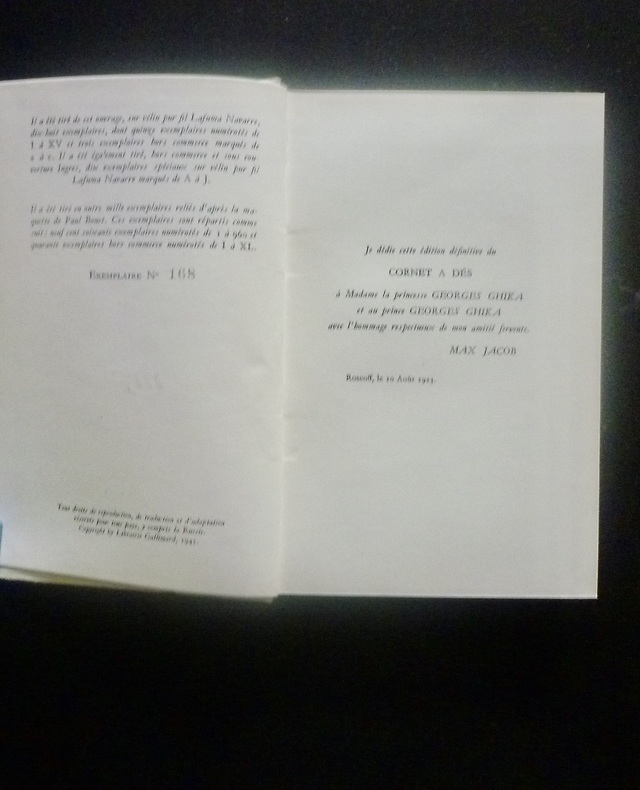 Il a été tiré de cet ouvrage, sur vélin pur fil Lafuma Navarre,
dix-huit exemplaires, dont quinze exemplaires numérotés de
I à XV et trois exemplaires hors commerce marqués de
a à c. Il a été également tiré, hors commerce et sous cou-
verture Ingres, dix exemplaires spéciaux sur vélin pur fil
Lafuma Navarre marqués de A à J.
Il a été tiré en outre mille exemplaires reliés d'après la ma-
quette de Paul Bonet. Ces exemplaires sont répartis comme
suit: neuf cent soixante exemplaires numérotés de 1 à 960 et
quarante exemplaires hors commerce numérotés de I à XL.
EXEMPLAIRE No 168
Tous droits de reproduction, de traduction et d'adaptation
réservés pour tous pays, y compris la Russie.
Copyright by Librairie Gallimard,
Je dédie cette édition définitive du
CORNET A DÉS
à Madame la princesse GEORGES GHIKA
et au prince GEORGES GHIKA
avec l'hommage respectueux de mon amitié fervente.
MAX JACOB
Roscoff, le 10 Août 1923.